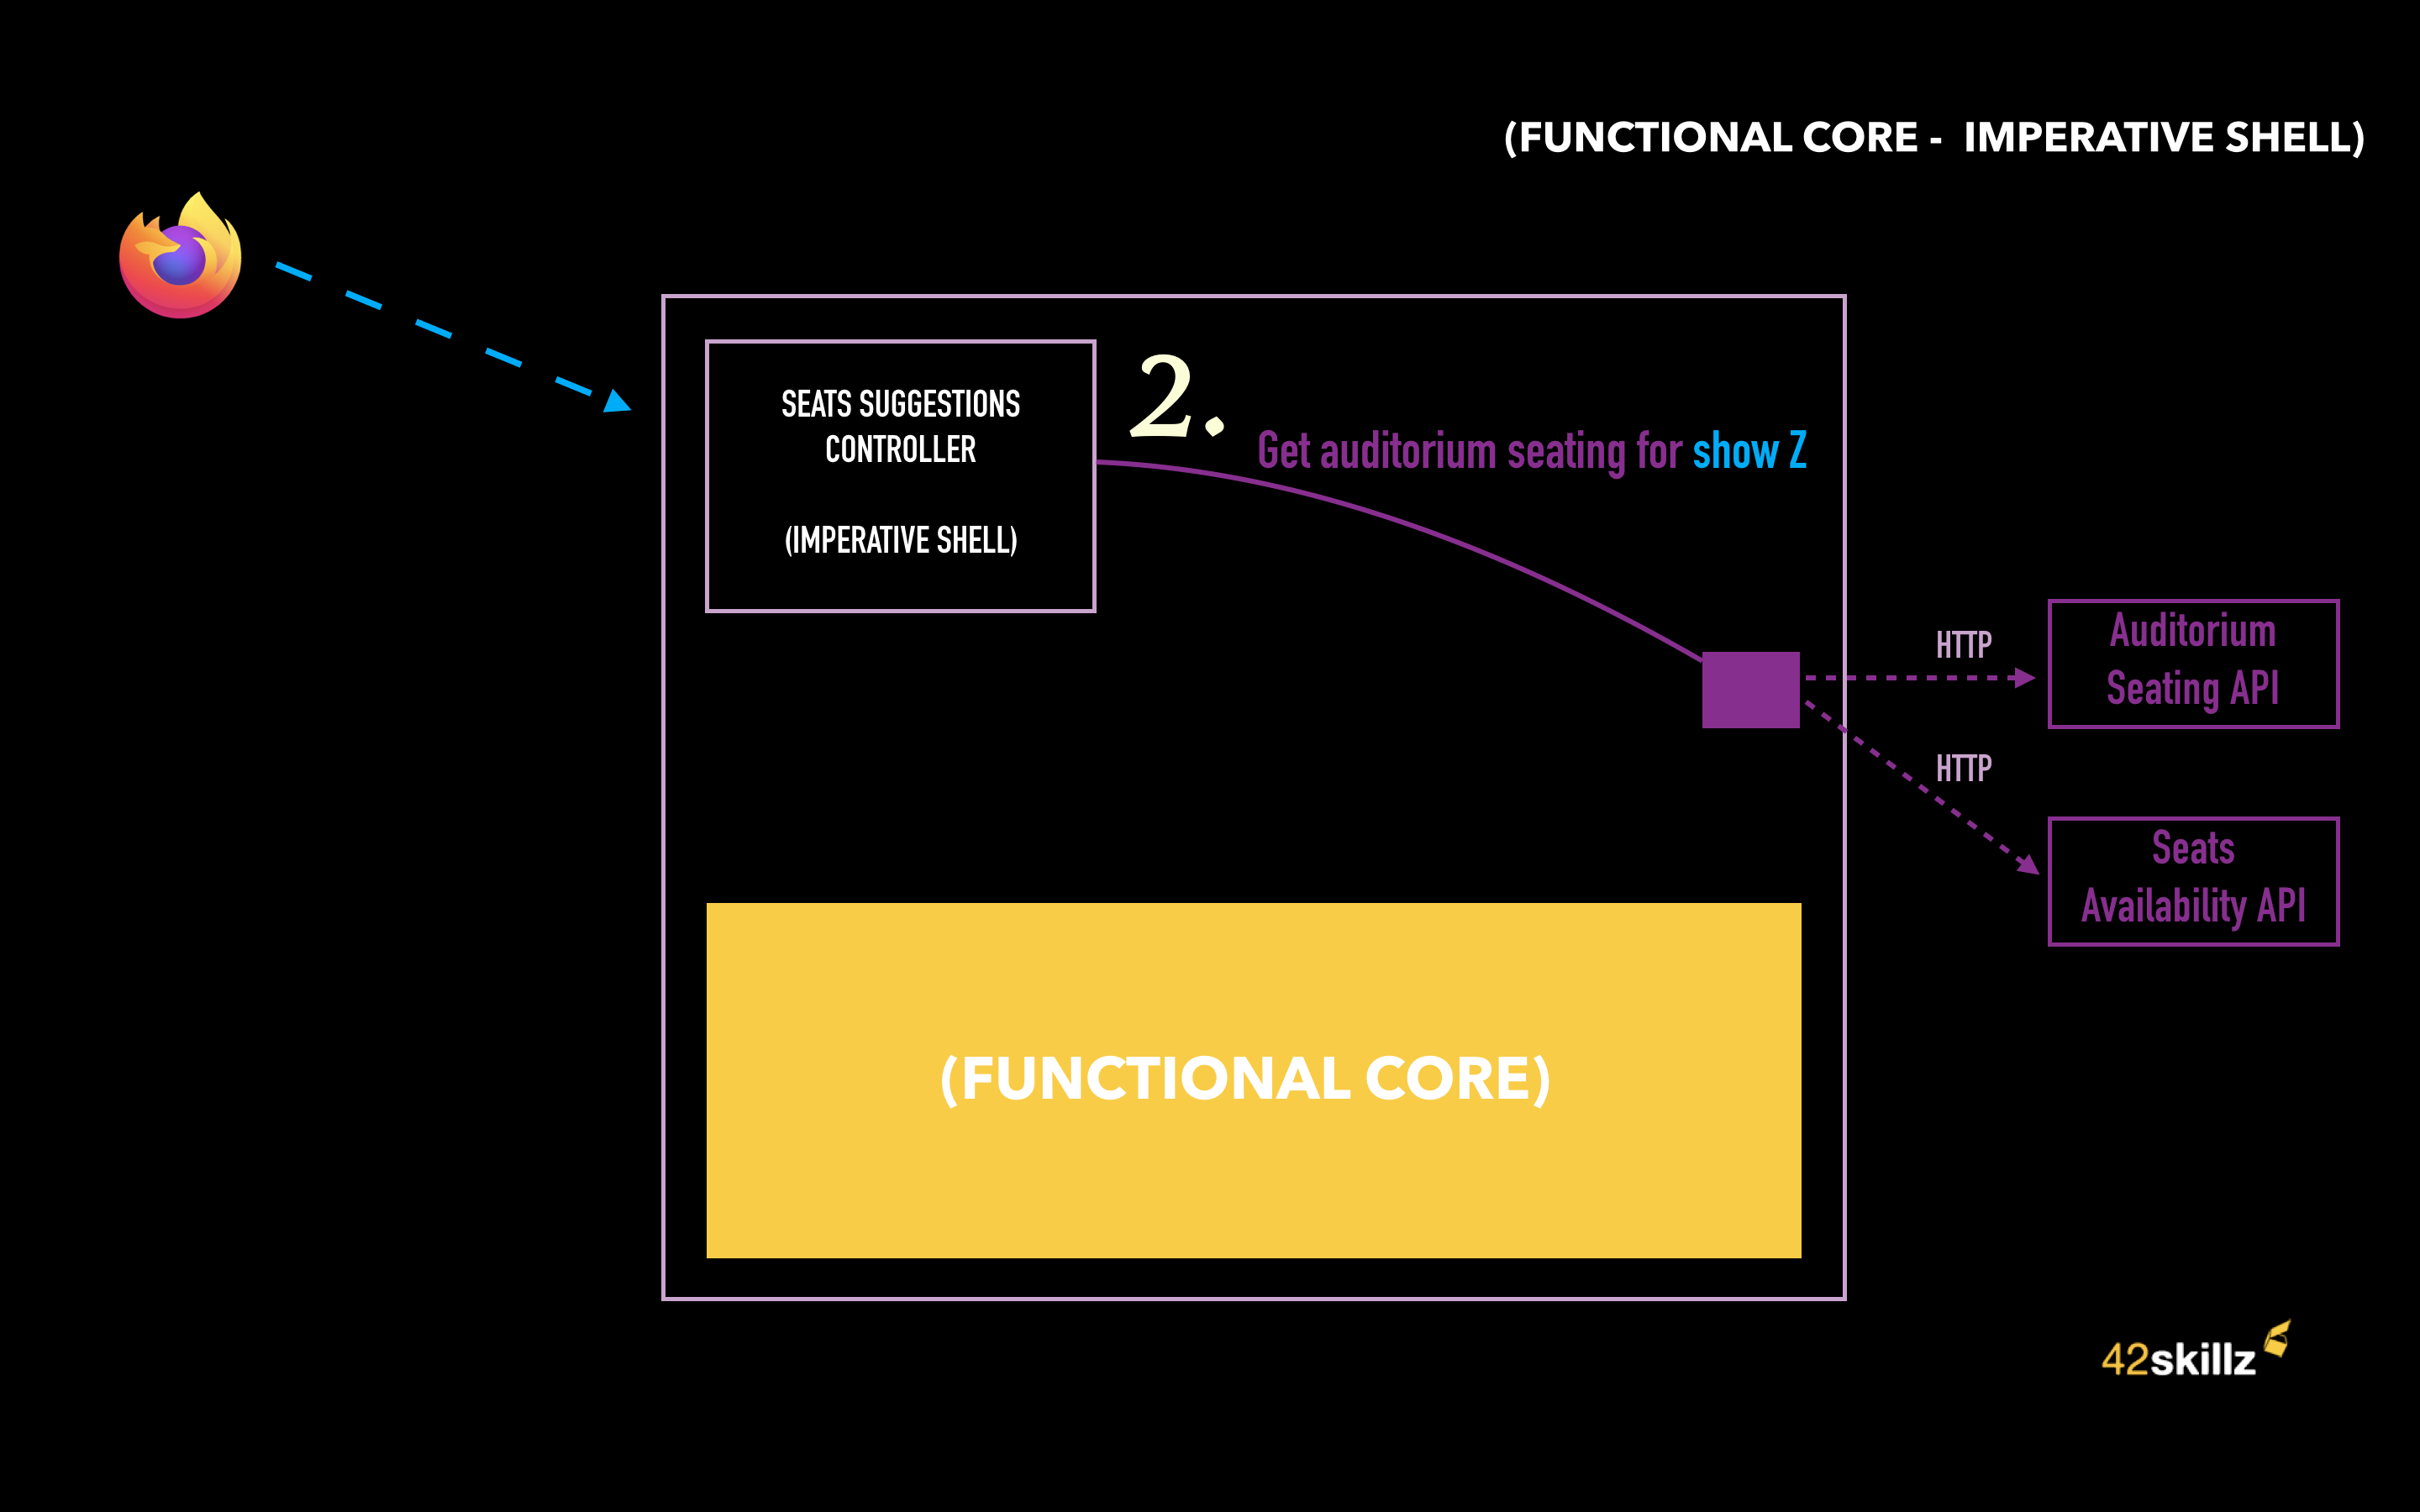 (FUNCTIONAL CORE -  IMPERATIVE SHELL)
SEATS SUGGESTIONS
CONTROLLER
(IMPERATIVE SHELL)
2.
Get auditorium seating for show Z
HTTP
Auditorium
Seating API
HTTP
Seats
Availability API
(FUNCTIONAL CORE)
42skillz